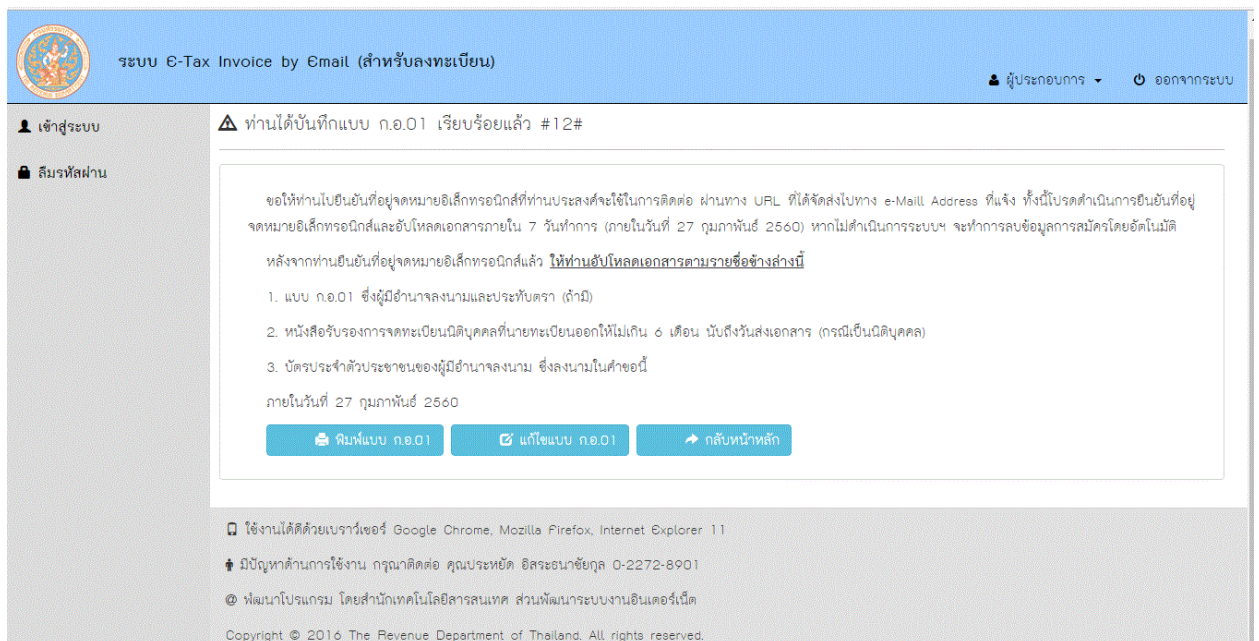 ระบบ E-Tax Invoice by Email (สำหรับลงทะเบียน)
ผู้ประกอบการ
ออกจากระบบ
เข้าสู่ระบบ
ลืมรหัสผ่าน
ท่านได้บันทึกแบบ ก.อ.01 เรียบร้อยแล้ว #12#
ขอให้ท่านไปยืนยันที่อยู่จดหมายอิเล็กทรอนิกส์ที่ท่านประสงค์จะใช้ในการติดต่อ ผ่านทาง URL ที่ได้จัดส่งไปทาง e-Maill Address ที่แจ้ง ทั้งนี้โปรดดำเนินการยืนยันที่อยู่
จดหมายอิเล็กทรอนิกส์และอัปโหลดเอกสารภายใน 7 วันทำการ (ภายในวันที่ 27 กุมภาพันธ์ 2560) หากไม่ดำเนินการระบบฯ จะทำการลบข้อมูลการสมัครโดยอัตโนมัติ
หลังจากท่านยืนยันที่อยู่จดหมายอิเล็กทรอนิกส์แล้ว ให้ท่านอัปโหลดเอกสารตามรายชื่อข้างล่างนี้
1. แบบ ก.อ.01 ซึ่งผู้มีอำนาจลงนามและประทับตรา (ถ้ามี)
2. หนังสือรับรองการจดทะเบียนนิติบุคคลที่นายทะเบียนออกให้ไม่เกิน 6 เดือน นับถึงวันส่งเอกสาร (กรณีเป็นนิติบุคคล)
3. บัตรประจำตัวประชาชนของผู้มีอำนาจลงนาม ซึ่งลงนามในคำขอนี้
ภายในวันที่ 27 กุมภาพันธ์ 2560
พิมพ์แบบ ก.อ.01
แก้ไขแบบ ก.อ.01
กลับหน้าหลัก
ใช้งานได้ดีด้วยเบราว์เซอร์ Google Chrome, Mozilla Firefox, Internet Explorer 11
มีปัญหาด้านการใช้งาน กรุณาติดต่อ คุณประหยัด อิสระธนาชัยกุล 0-2272-8901
@ พัฒนาโปรแกรม โดยสำนักเทคโนโลยีสารสนเทศ ส่วนพัฒนาระบบงานอินเตอร์เน็ต
Copyright © 2016 The Revenue Department of Thailand. All rights reserved.